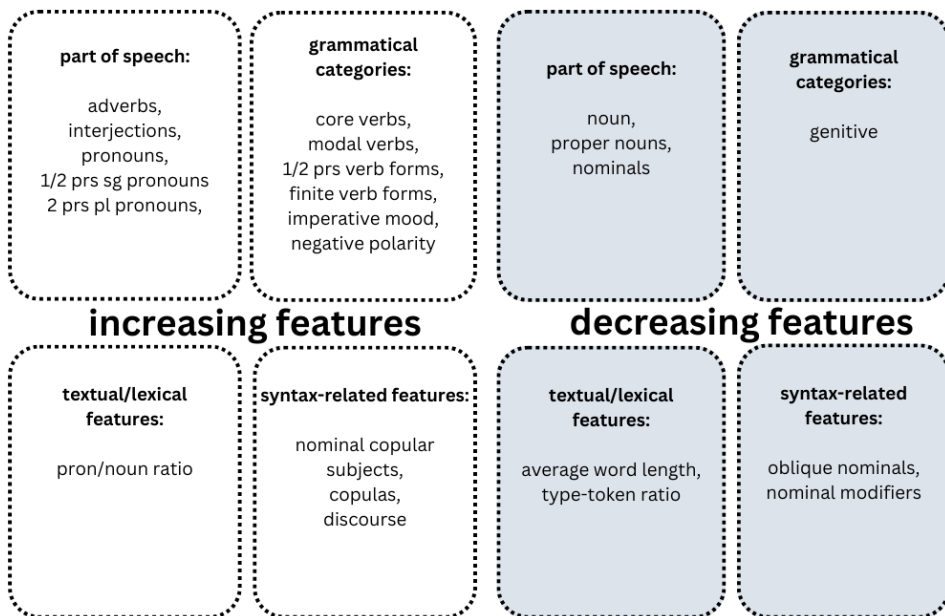 part of speech:
adverbs,
interjections,
pronouns,
1/2 prs sg pronouns
2 prs pl pronouns,
grammatical
categories:
core verbs,
modal verbs,
1/2 prs verb forms,
finite verb forms,
imperative mood,
negative polarity
part of speech:
noun,
proper nouns,
nominals
grammatical
categories:
genitive
increasing features
decreasing features
textual/lexical
features:
pron/noun ratio
syntax-related features:
nominal copular
subjects,
copulas,
discourse
textual/lexical
features:
average word length,
type-token ratio
syntax-related
features:
oblique nominals,
nominal modifiers